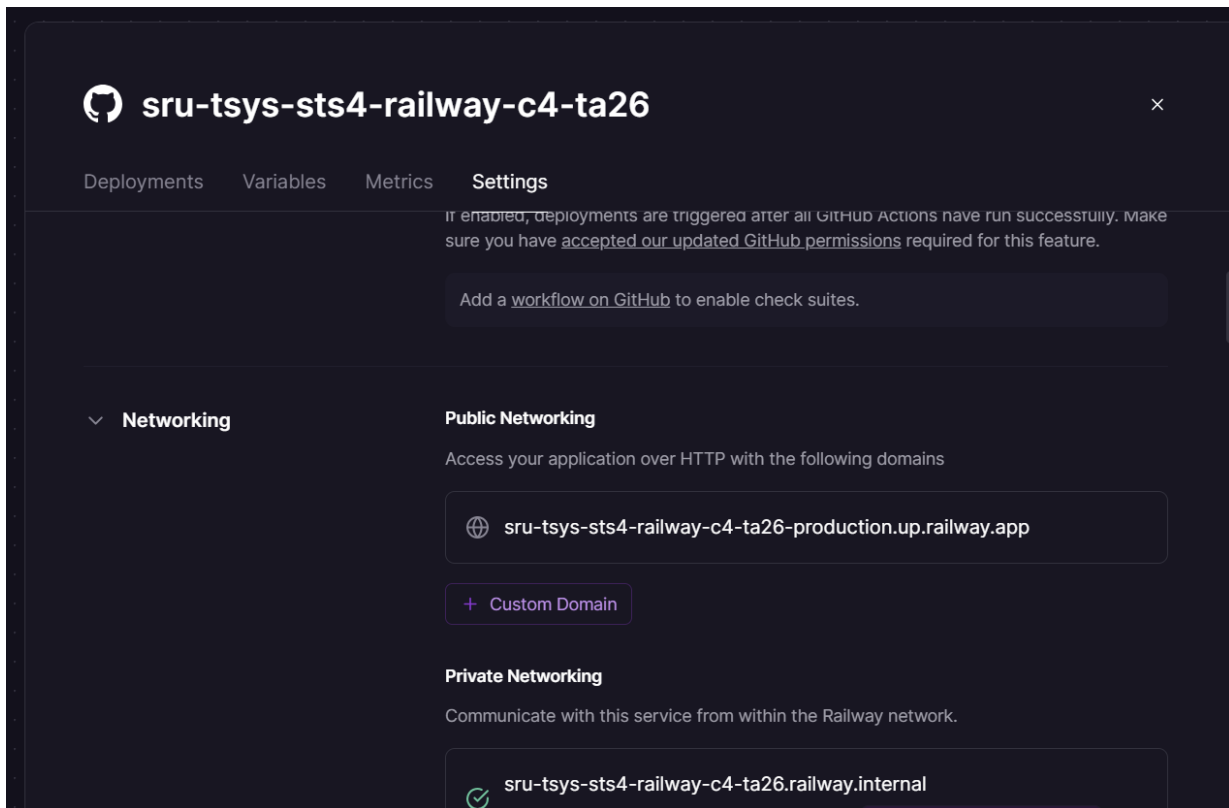 sru-tsys-sts4-railway-c4-ta26
Deployments Variables Metrics Settings
If enabled, deployments are triggered after all GitHub Actions have run successfully. Make
sure you have accepted our updated GitHub permissions required for this feature.
Add a workflow on GitHub to enable check suites.
Networking
Public Networking
Access your application over HTTP with the following domains
sru-tsys-sts4-railway-c4-ta26-production.up.railway.app
+ Custom Domain
Private Networking
Communicate with this service from within the Railway network.
sru-tsys-sts4-railway-c4-ta26.railway.internal